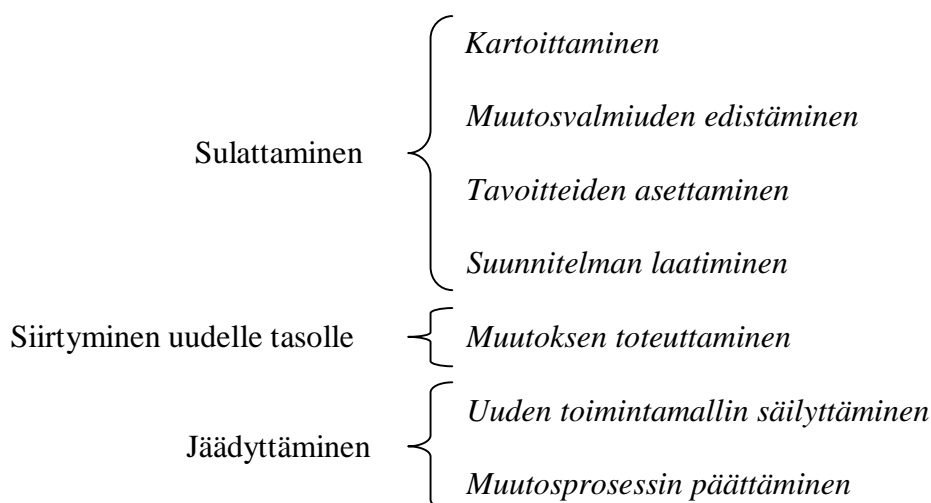 Kartoittaminen
Muutosvalmiuden edistäminen
Sulattaminen
Tavoitteiden asettaminen
Suunnitelman laatiminen
Siirtyminen uudelle tasolle
Muutoksen toteuttaminen
Uuden toimintamallin säilyttäminen
Jäädyttäminen
Muutosprosessin päättäminen